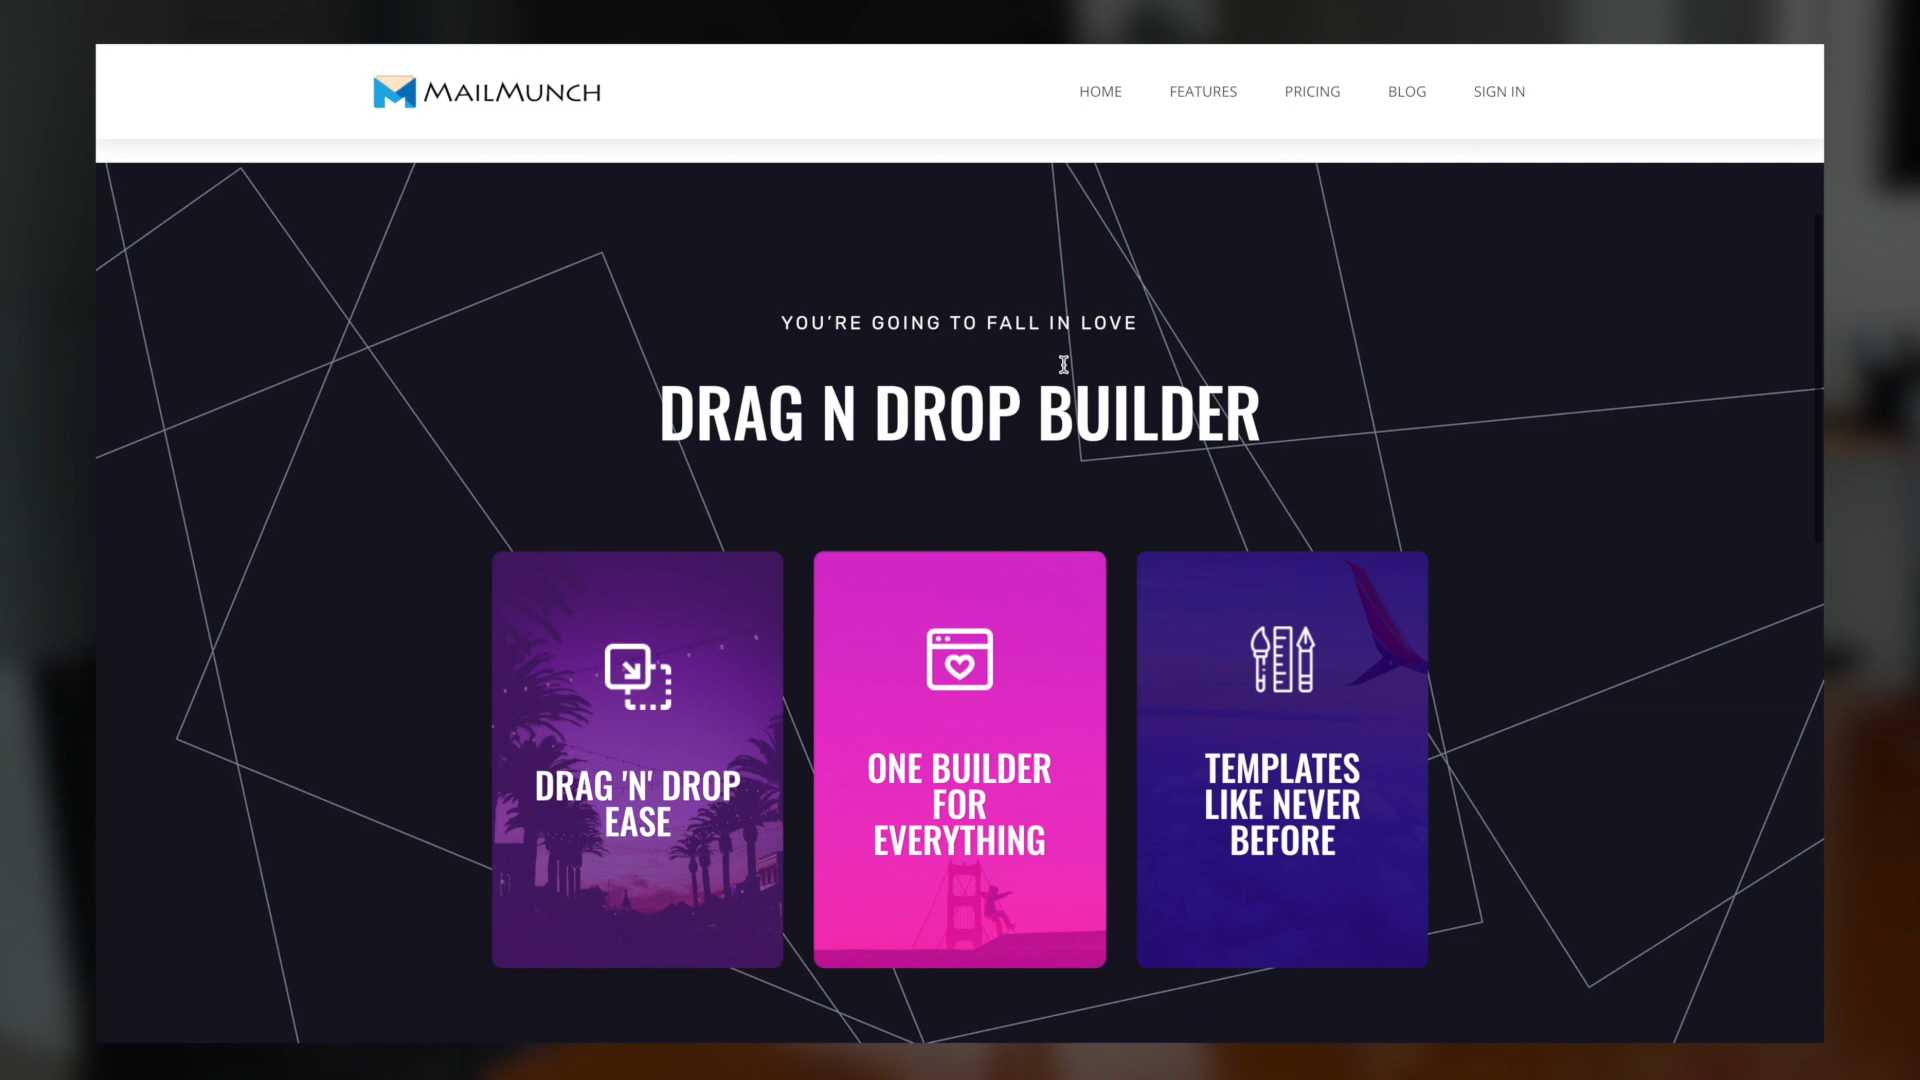 MAILMUNCH
HOME FEATURES PRICING BLOG SIGN IN
YOU'RE GOING TO FALL IN LOVE
DRAG N DROP BUILDER
DRAG 'N' DROP
EASE
ONE BUILDER
FOR
EVERYTHING
TEMPLATES
LIKE NEVER
BEFORE